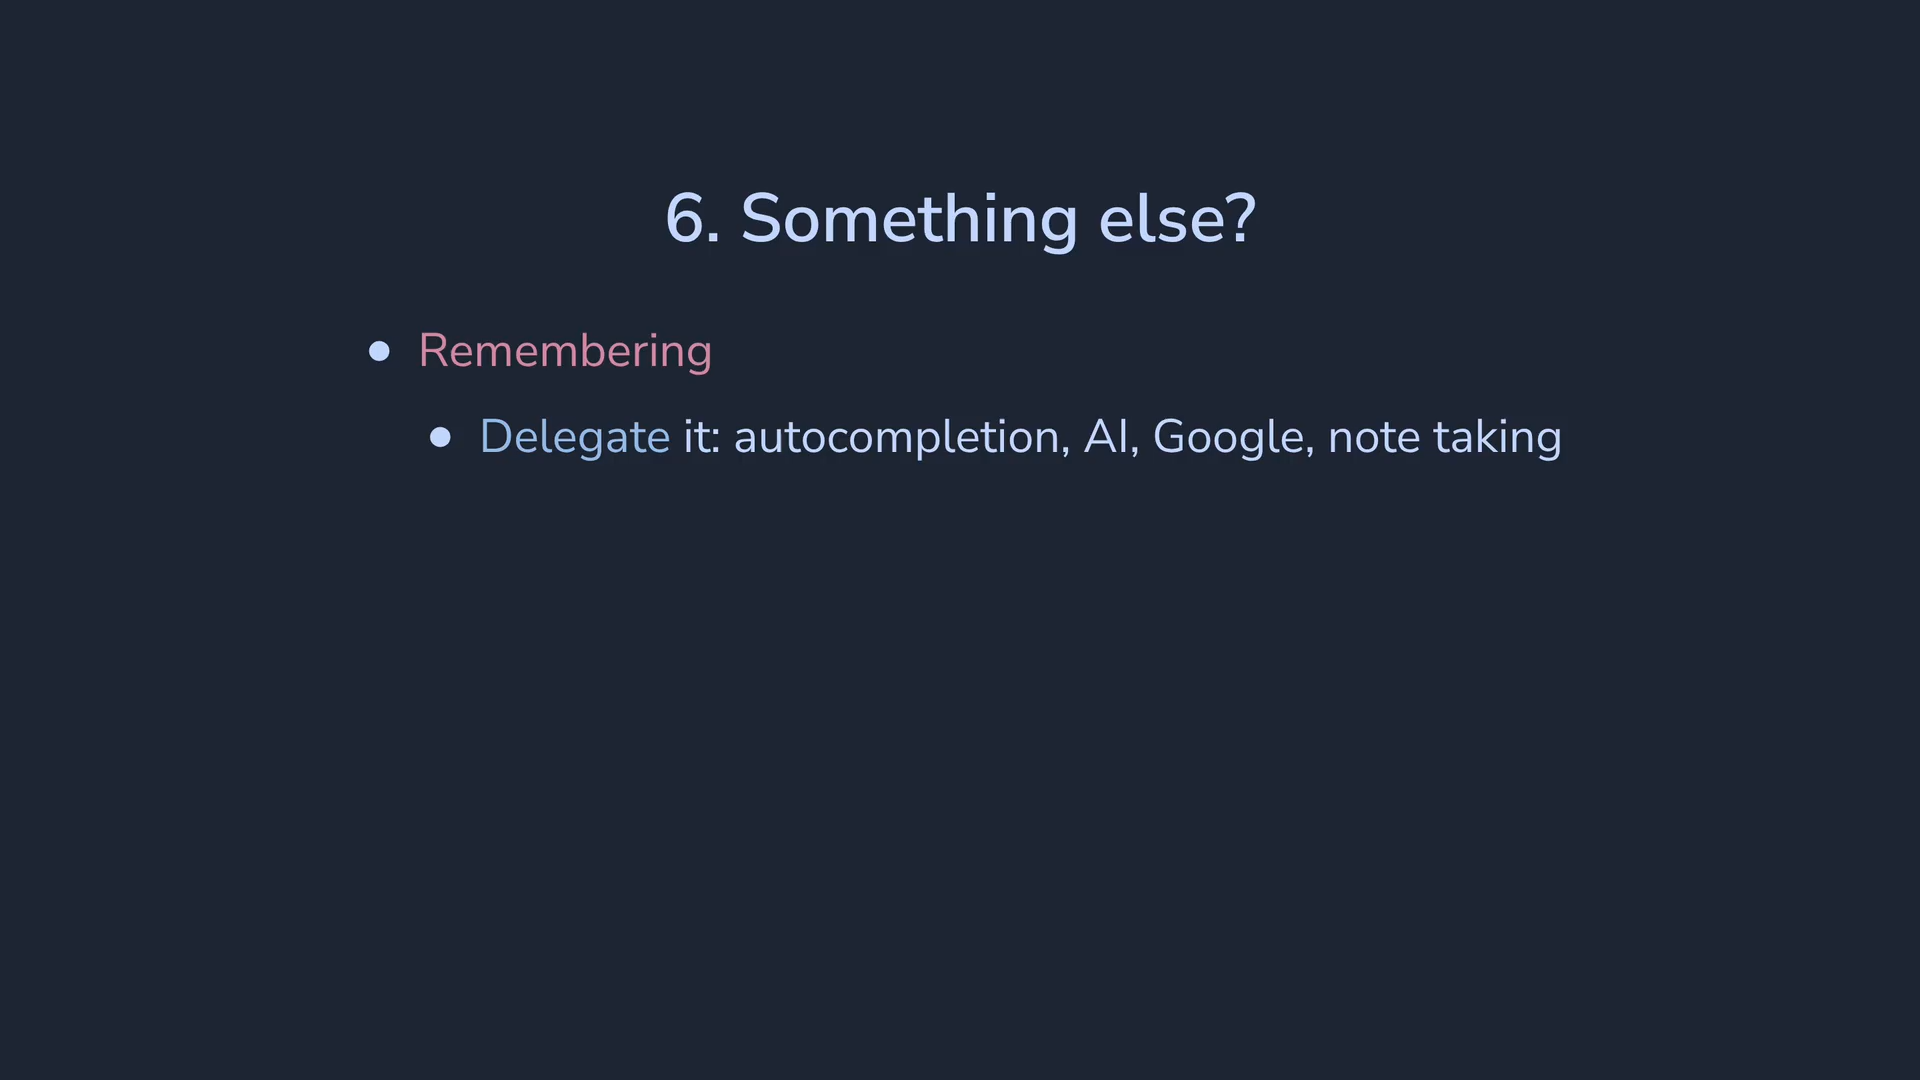 6. Something else?
● Remembering
● Delegate it: autocompletion, AI, Google, note taking